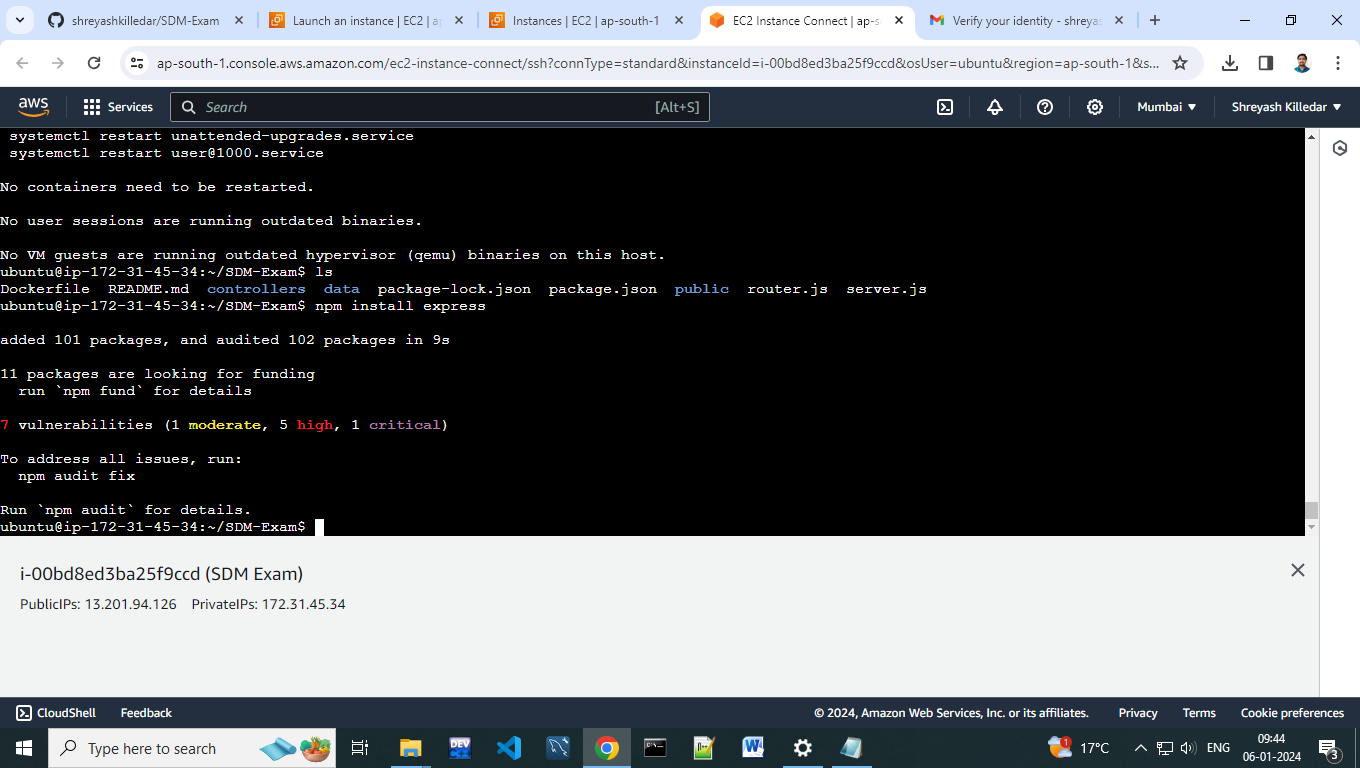 shreyashkilledar/SDM-Exam
Launch an instance | EC2 | a
Instances | EC2 | ap-south-1
EC2 Instance Connect | ap-s
Verify your identity - shreya
ap-south-1.console.aws.amazon.com/ec2-instance-connect/ssh?connType=standard&instanceId=i-00bd8ed3ba25f9ccd&osUser=ubuntu&region=ap-south-1&s...
aws Services Search [Alt+S] Mumbai Shreyash Killedar
systemctl restart unattended-upgrades.service
systemctl restart user@1000.service
No containers need to be restarted.
No user sessions are running outdated binaries.
No VM guests are running outdated hypervisor (qemu) binaries on this host.
ubuntu@ip-172-31-45-34:~/SDM-Exam$ ls
Dockerfile README.md controllers data package-lock.json package.json public router.js server.js
ubuntu@ip-172-31-45-34:~/SDM-Exam$ npm install express
added 101 packages, and audited 102 packages in 9s
11 packages are looking for funding
run `npm fund` for details
7 vulnerabilities (1 moderate, 5 high, 1 critical)
To address all issues, run:
npm audit fix
Run `npm audit` for details.
ubuntu@ip-172-31-45-34:~/SDM-Exam$
i-00bd8ed3ba25f9ccd (SDM Exam)
PublicIPs: 13.201.94.126 PrivateIPs: 172.31.45.34
CloudShell Feedback © 2024, Amazon Web Services, Inc. or its affiliates. Privacy Terms Cookie preferences
Type here to search DEV 1 17°C ENG 09:44
06-01-2024 3